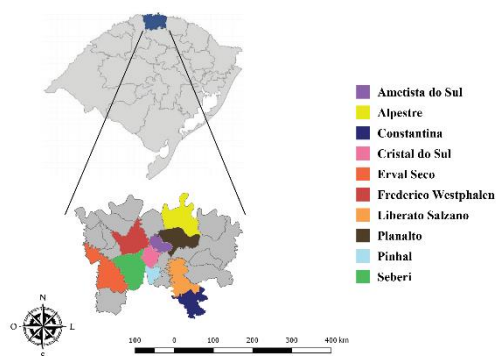 Ametista do Sul
Alpestre
Constantina
Cristal do Sul
Erval Seco
Frederico Westphalen
Liberato Salzano
Planalto
Pinhal
Seberi
N
O L
S
100 0 100 200 300 400 km